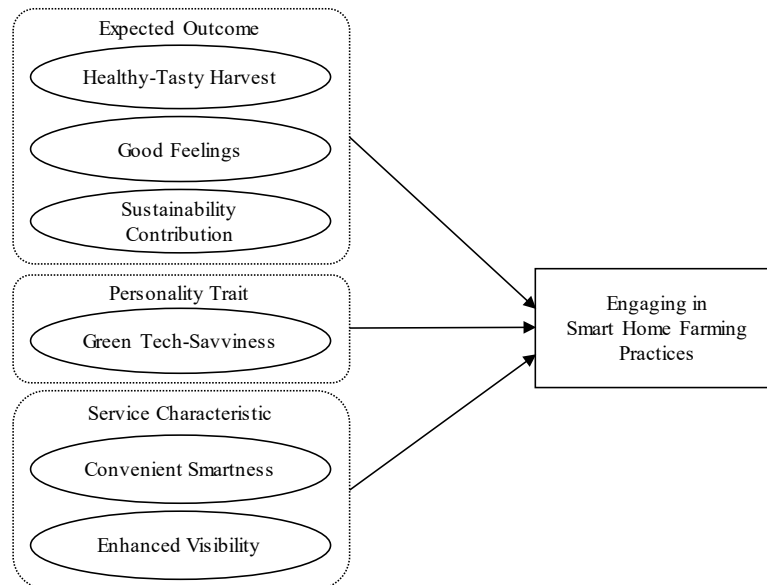 Expected Outcome
Healthy-Tasty Harvest
Good Feelings
Sustainability
Contribution
Personality Trait
Green Tech-Savviness
Service Characteristic
Convenient Smartness
Enhanced Visibility
Engaging in
Smart Home Farming
Practices